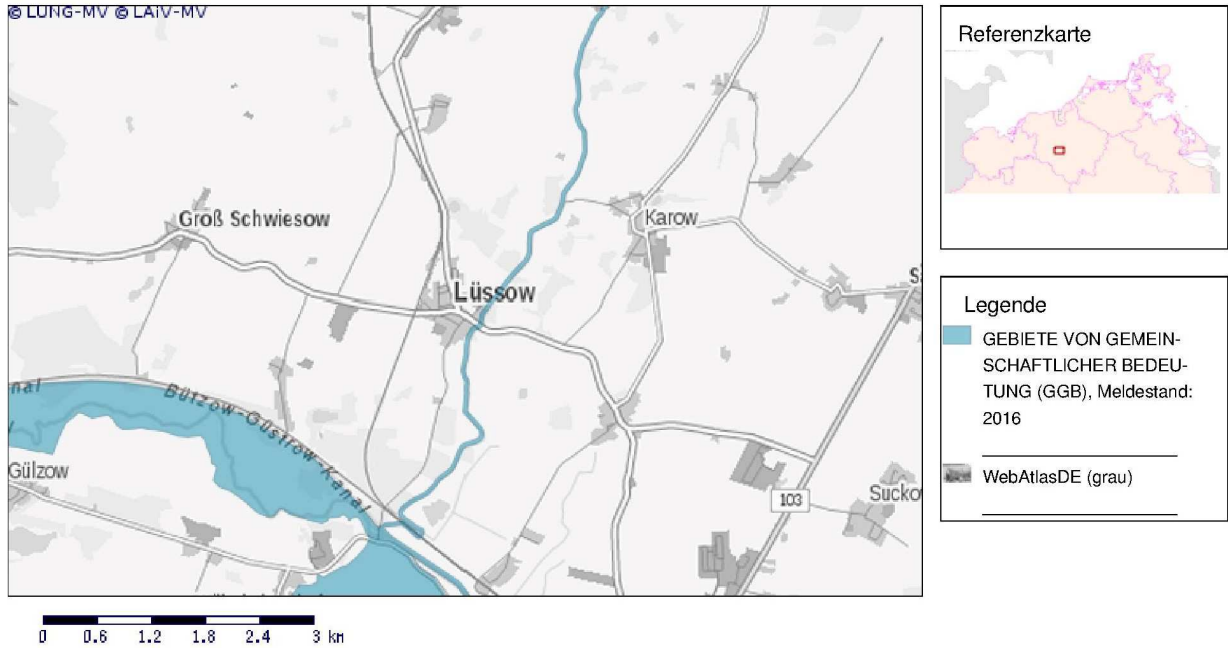 © LUNG-MV © LAiV-MV
Groß Schwiesow
Karow
Lüssow
Bützow-Güstrow-Kanal
Gülzow
103
0 0.6 1.2 1.8 2.4 3 km
Referenzkarte
Legende
GEBIETE VON GEMEIN-
SCHAFTLICHER BEDEU-
TUNG (GGB), Meldestand:
2016
WebAtlasDE (grau)